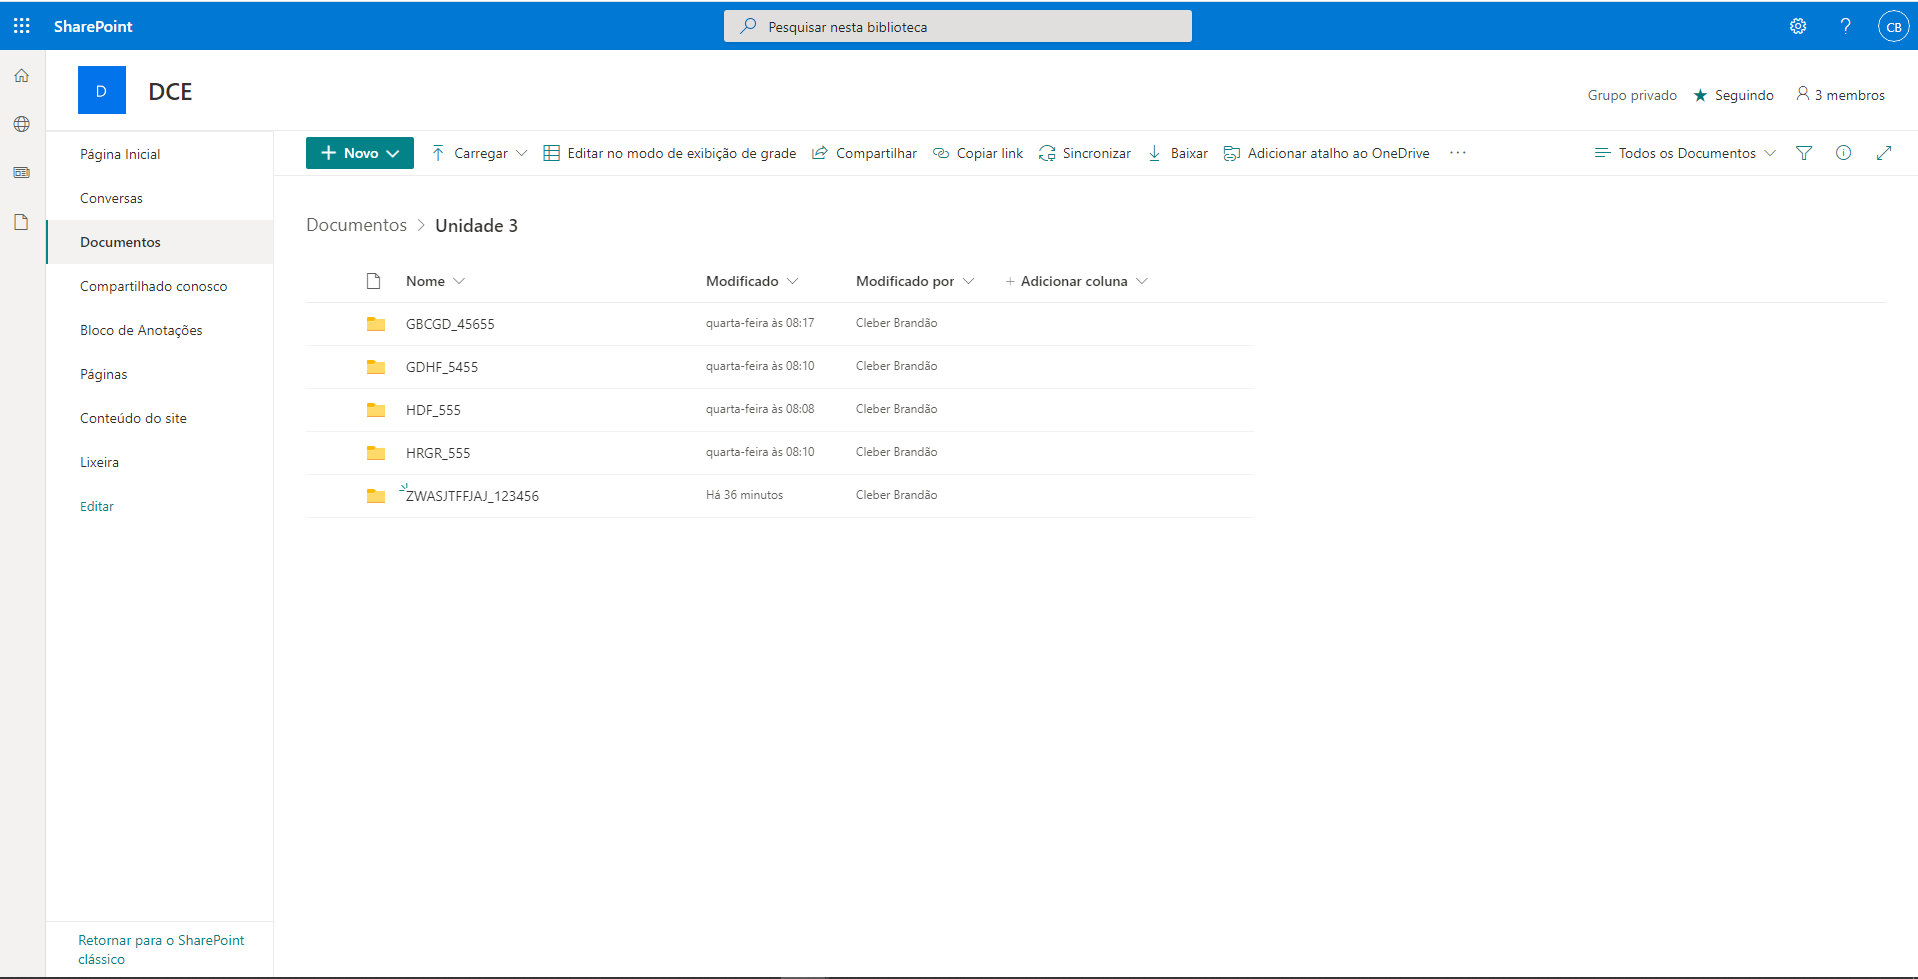 SharePoint
Pesquisar nesta biblioteca
?
CB
D
DCE
Grupo privado
Seguindo
3 membros
Página Inicial
Conversas
Documentos
Compartilhado conosco
Bloco de Anotações
Páginas
Conteúdo do site
Lixeira
Editar
Retornar para o SharePoint
clássico
+ Novo
Carregar
Editar no modo de exibição de grade
Compartilhar
Copiar link
Sincronizar
Baixar
Adicionar atalho ao OneDrive
···
Todos os Documentos
Documentos > Unidade 3
Nome Modificado Modificado por + Adicionar coluna
GBCGD_45655 quarta-feira às 08:17 Cleber Brandão
GDHF_5455 quarta-feira às 08:10 Cleber Brandão
HDF_555 quarta-feira às 08:08 Cleber Brandão
HRGR_555 quarta-feira às 08:10 Cleber Brandão
ZWASJTFFJAJ_123456 Há 36 minutos Cleber Brandão